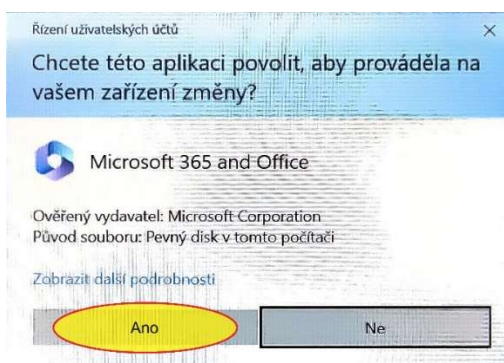 Řízení uživatelských účtů
Chcete této aplikaci povolit, aby prováděla na
vašem zařízení změny?
Microsoft 365 and Office
Ověřený vydavatel: Microsoft Corporation
Původ souboru: Pevný disk v tomto počítači
Zobrazit další podrobnosti
Ano
Ne